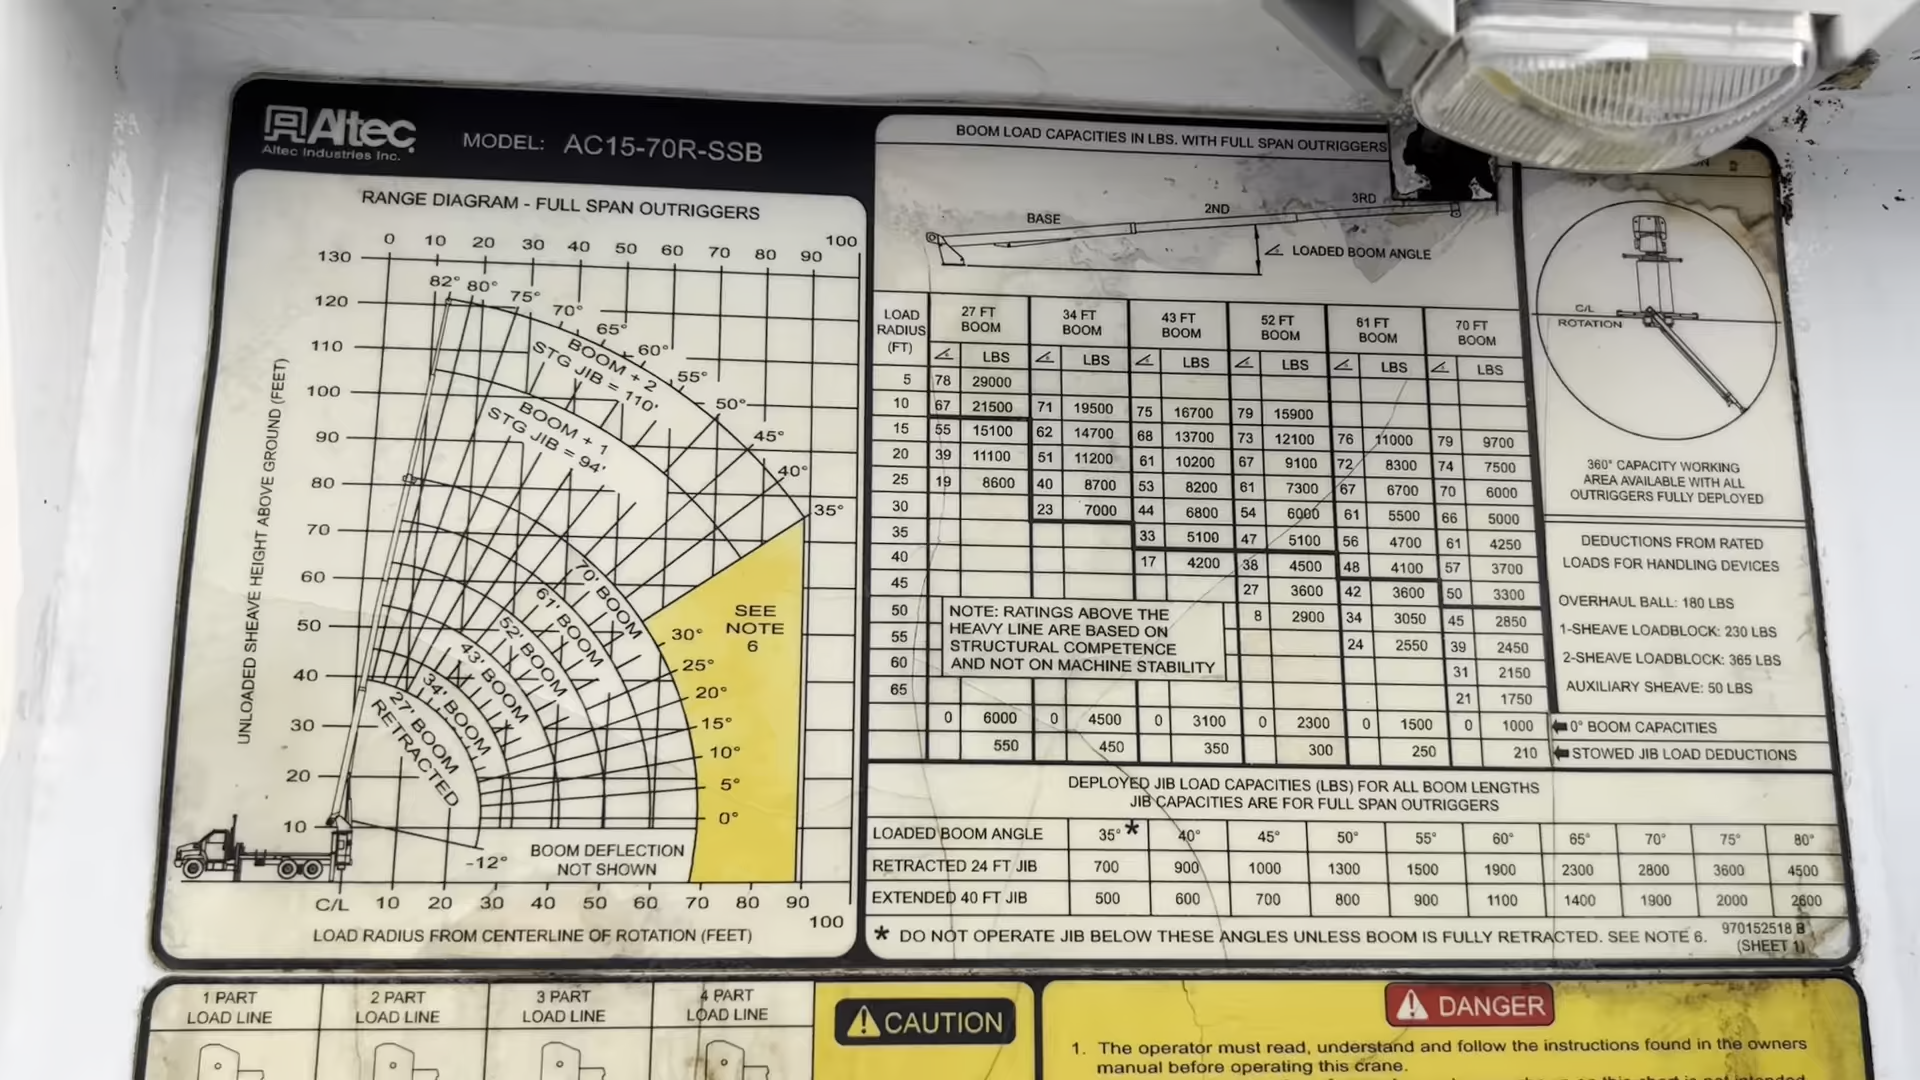 Altec
Altec Industries Inc.
MODEL: AC15-70R-SSB
RANGE DIAGRAM - FULL SPAN OUTRIGGERS
0 10 20 30 40 50 60 70 80 90 100
130
120
110
100
90
80
70
60
50
40
30
20
10
UNLOADED SHEAVE HEIGHT ABOVE GROUND (FEET)
82° 80° 75° 70° 65° 60° 55° 50° 45° 40° 35°
BOOM + 2
STG JIB = 110'
BOOM + 1
STG JIB = 94'
70' BOOM
61' BOOM
52' BOOM
43' BOOM
34' BOOM
27' BOOM
RETRACTED
SEE
NOTE
6
30°
25°
20°
15°
10°
5°
0°
-12°
BOOM DEFLECTION
NOT SHOWN
C/L 10 20 30 40 50 60 70 80 90 100
LOAD RADIUS FROM CENTERLINE OF ROTATION (FEET)
BOOM LOAD CAPACITIES IN LBS. WITH FULL SPAN OUTRIGGERS
BASE 2ND 3RD
LOADED BOOM ANGLE
LOAD RADIUS (FT) 27 FT BOOM 34 FT BOOM 43 FT BOOM 52 FT BOOM 61 FT BOOM 70 FT BOOM
LBS LBS LBS LBS LBS LBS
5 78 29000
10 67 21500 71 19500 75 16700 79 15900
15 55 15100 62 14700 68 13700 73 12100 76 11000 79 9700
20 39 11100 51 11200 61 10200 67 9100 72 8300 74 7500
25 19 8600 40 8700 53 8200 61 7300 67 6700 70 6000
30 23 7000 44 6800 54 6000 61 5500 66 5000
35 33 5100 47 5100 56 4700 61 4250
40 17 4200 38 4500 48 4100 57 3700
45 27 3600 42 3600 50 3300
50 8 2900 34 3050 45 2850
55 24 2550 39 2450
60 31 2150
65 21 1750
NOTE: RATINGS ABOVE THE
HEAVY LINE ARE BASED ON
STRUCTURAL COMPETENCE
AND NOT ON MACHINE STABILITY
0 6000 0 4500 0 3100 0 2300 0 1500 0 1000 0° BOOM CAPACITIES
550 450 350 300 250 210 STOWED JIB LOAD DEDUCTIONS
C/L
ROTATION
360° CAPACITY WORKING
AREA AVAILABLE WITH ALL
OUTRIGGERS FULLY DEPLOYED
DEDUCTIONS FROM RATED
LOADS FOR HANDLING DEVICES
OVERHAUL BALL: 180 LBS
1-SHEAVE LOADBLOCK: 230 LBS
2-SHEAVE LOADBLOCK: 365 LBS
AUXILIARY SHEAVE: 50 LBS
DEPLOYED JIB LOAD CAPACITIES (LBS) FOR ALL BOOM LENGTHS
JIB CAPACITIES ARE FOR FULL SPAN OUTRIGGERS
LOADED BOOM ANGLE 35°* 40° 45° 50° 55° 60° 65° 70° 75° 80°
RETRACTED 24 FT JIB 700 900 1000 1300 1500 1900 2300 2800 3600 4500
EXTENDED 40 FT JIB 500 600 700 800 900 1100 1400 1900 2000 2600
* DO NOT OPERATE JIB BELOW THESE ANGLES UNLESS BOOM IS FULLY RETRACTED. SEE NOTE 6.
970152518 B
(SHEET 1)
1 PART
LOAD LINE
2 PART
LOAD LINE
3 PART
LOAD LINE
4 PART
LOAD LINE
CAUTION
DANGER
1. The operator must read, understand and follow the instructions found in the owners
manual before operating this crane.